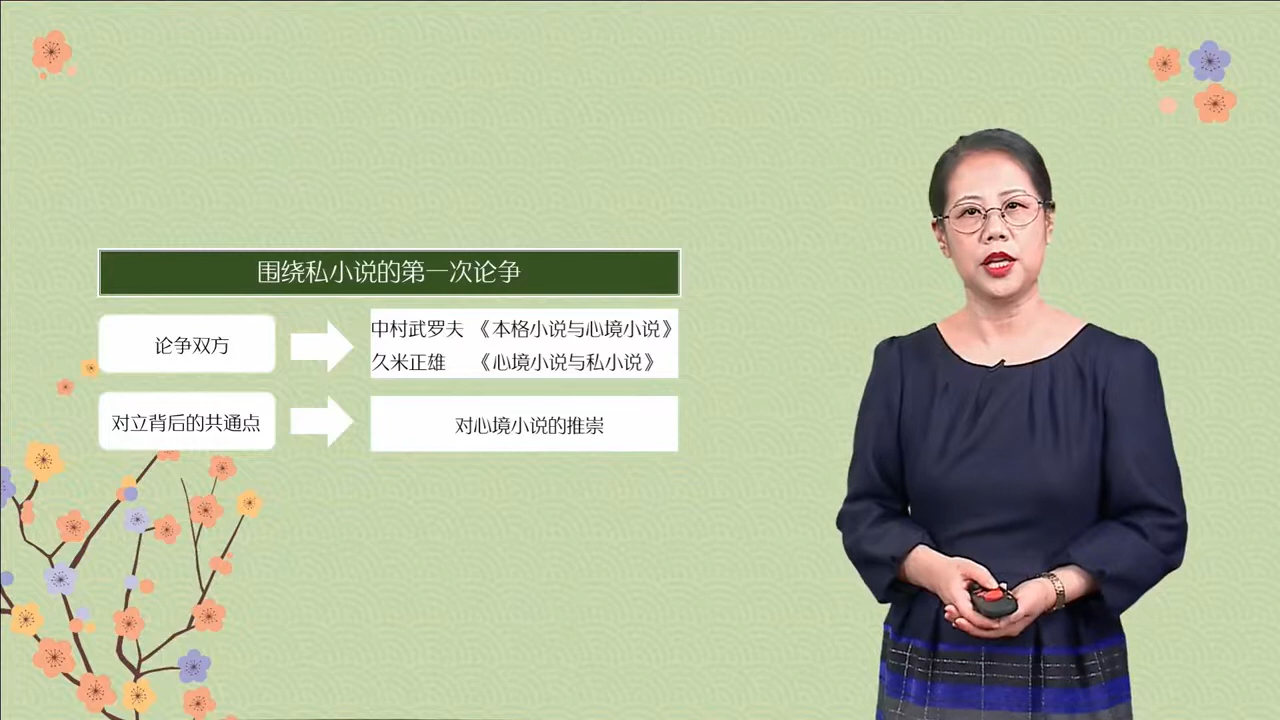 围绕私小说的第一次论争
论争双方
中村武罗夫 《本格小说与心境小说》
久米正雄 《心境小说与私小说》
对立背后的共通点
对心境小说的推崇